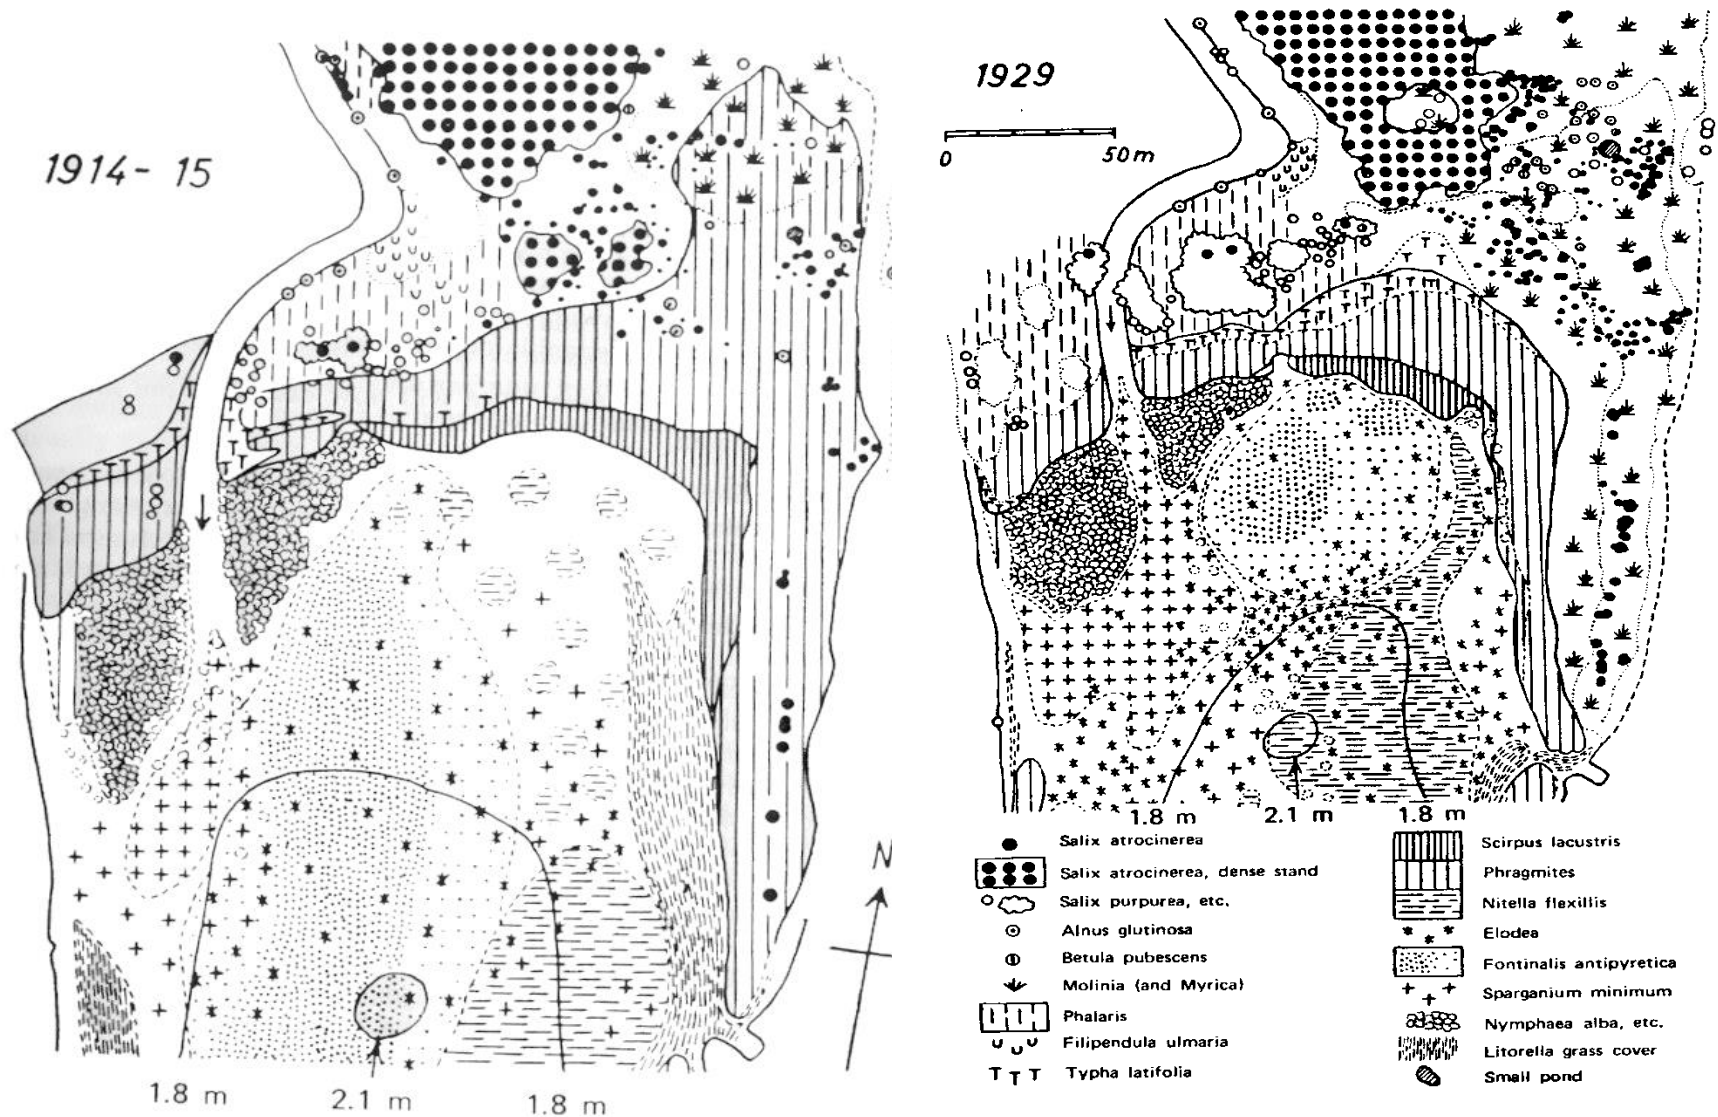 1914- 15
N
1.8 m
2.1 m
1.8 m
1929
0 50m
1.8 m
2.1 m
1.8 m
Salix atrocinerea
Salix atrocinerea, dense stand
Salix purpurea, etc.
Alnus glutinosa
Betula pubescens
Molinia (and Myrica)
Phalaris
Filipendula ulmaria
Typha latifolia
Scirpus lacustris
Phragmites
Nitella flexillis
Elodea
Fontinalis antipyretica
Sparganium minimum
Nymphaea alba, etc.
Litorella grass cover
Small pond